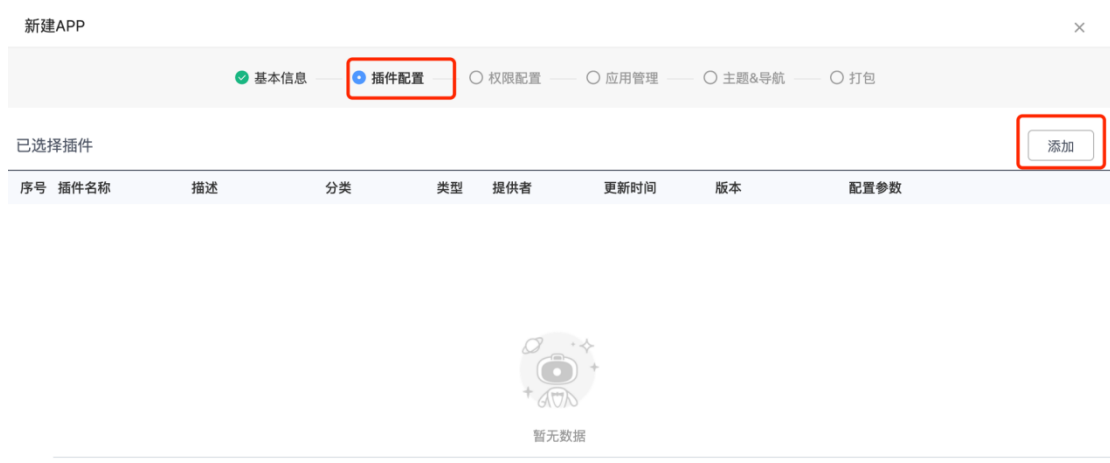 新建APP
基本信息 插件配置 权限配置 应用管理 主题&导航 打包
已选择插件 添加
序号 插件名称 描述 分类 类型 提供者 更新时间 版本 配置参数
暂无数据